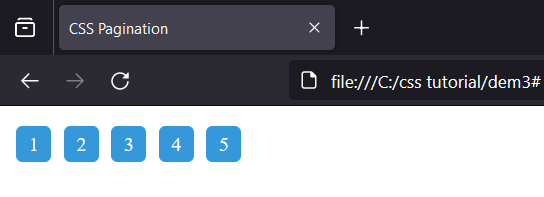 CSS Pagination
file:///C:/css tutorial/dem3#
1 2 3 4 5